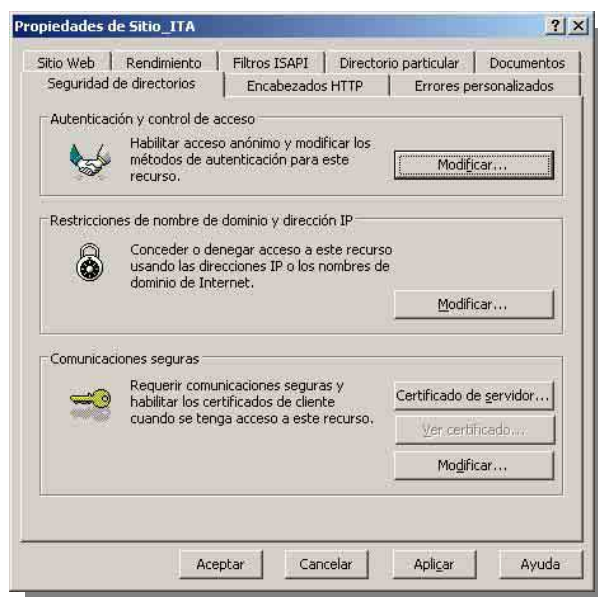 Propiedades de Sitio_ITA
Sitio Web Rendimiento Filtros ISAPI Directorio particular Documentos
Seguridad de directorios Encabezados HTTP Errores personalizados
Autenticación y control de acceso
Habilitar acceso anónimo y modificar los
métodos de autenticación para este
recurso.
Modificar...
Restricciones de nombre de dominio y dirección IP
Conceder o denegar acceso a este recurso
usando las direcciones IP o los nombres de
dominio de Internet.
Modificar...
Comunicaciones seguras
Requerir comunicaciones seguras y
habilitar los certificados de cliente
cuando se tenga acceso a este recurso.
Certificado de servidor...
Ver certificado...
Modificar...
Aceptar Cancelar Aplicar Ayuda